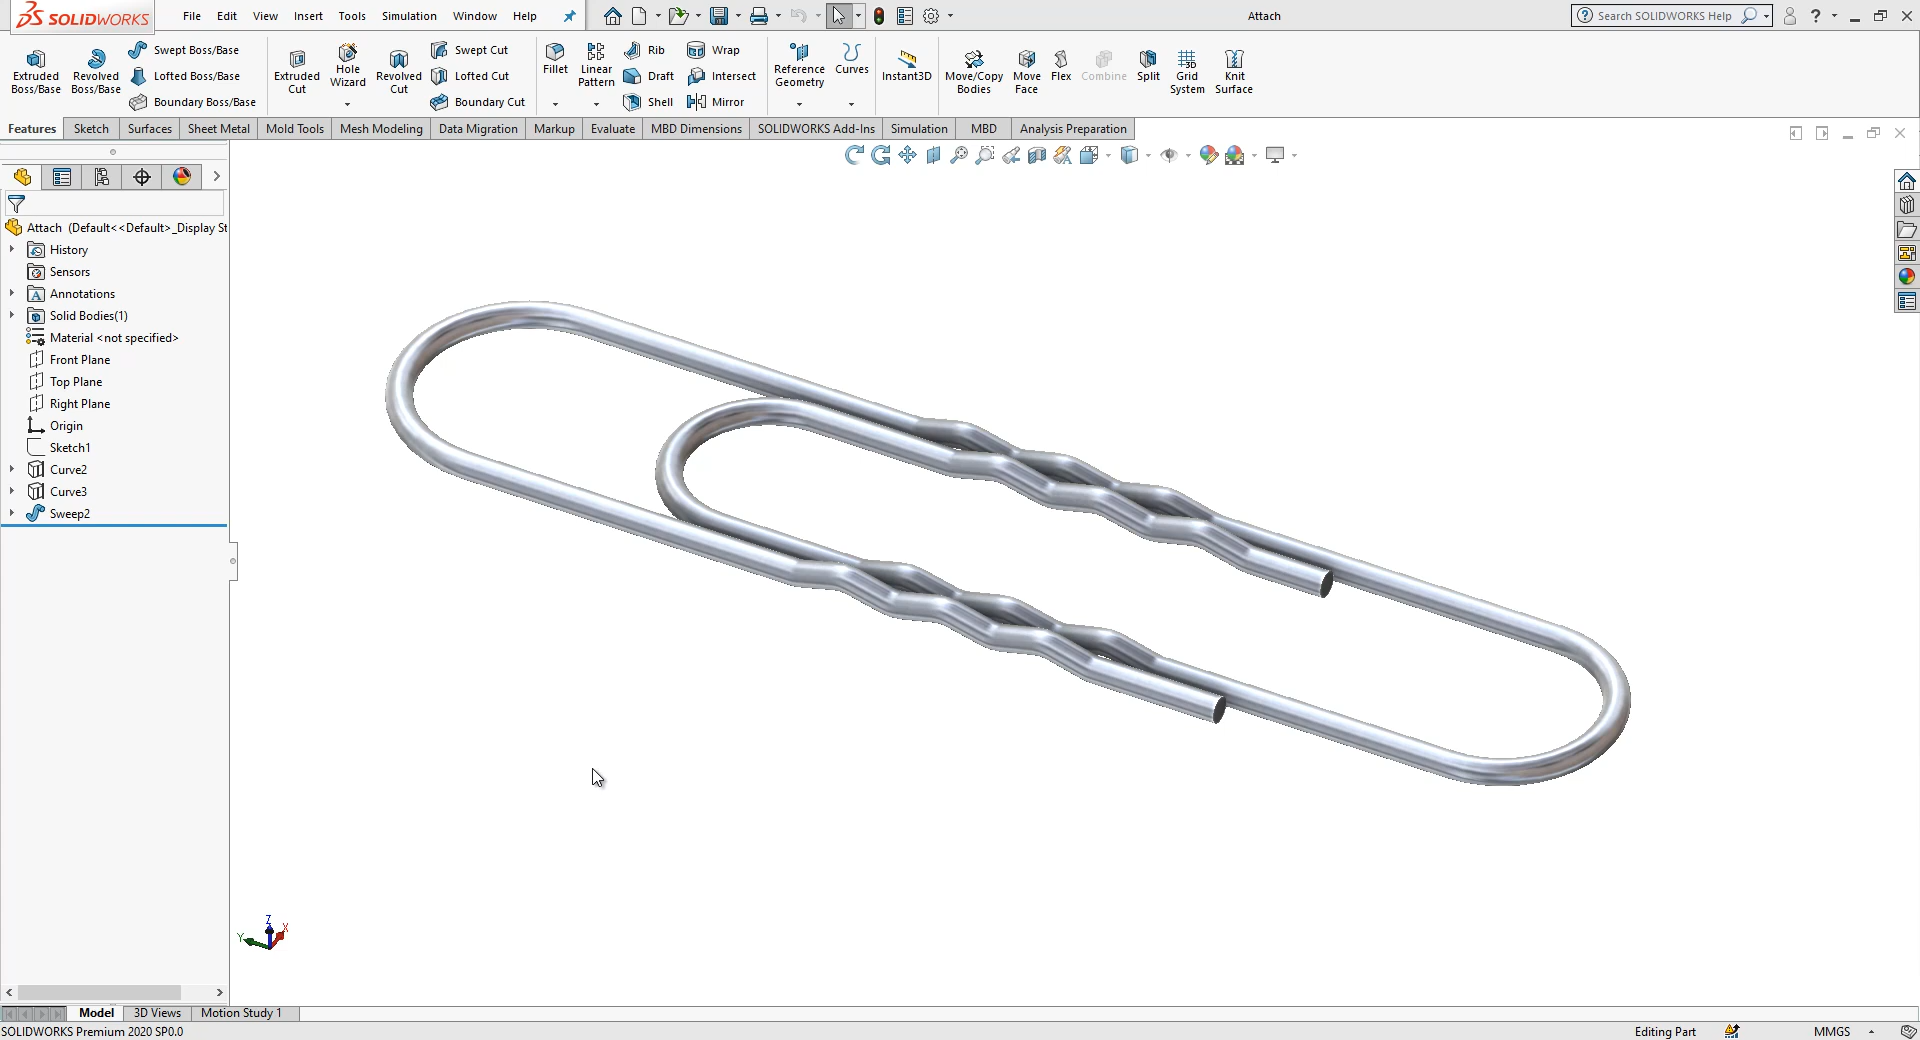 SOLIDWORKS
File Edit View Insert Tools Simulation Window Help
Attach
Search SOLIDWORKS Help
Extruded Boss/Base
Revolved Boss/Base
Swept Boss/Base
Lofted Boss/Base
Boundary Boss/Base
Extruded Cut
Hole Wizard
Revolved Cut
Swept Cut
Lofted Cut
Boundary Cut
Fillet
Linear Pattern
Rib
Draft
Shell
Wrap
Intersect
Mirror
Reference Geometry
Curves
Instant3D
Move/Copy Bodies
Move Face
Flex
Combine
Split
3D
Grid System
Knit Surface
Features Sketch Surfaces Sheet Metal Mold Tools Mesh Modeling Data Migration Markup Evaluate MBD Dimensions SOLIDWORKS Add-Ins Simulation MBD Analysis Preparation
Attach (Default<<Default>_Display St
History
Sensors
Annotations
Solid Bodies(1)
Material <not specified>
Front Plane
Top Plane
Right Plane
Origin
Sketch1
Curve2
Curve3
Sweep2
Z
X
Y
Model 3D Views Motion Study 1
SOLIDWORKS Premium 2020 SP0.0
Editing Part
MMGS